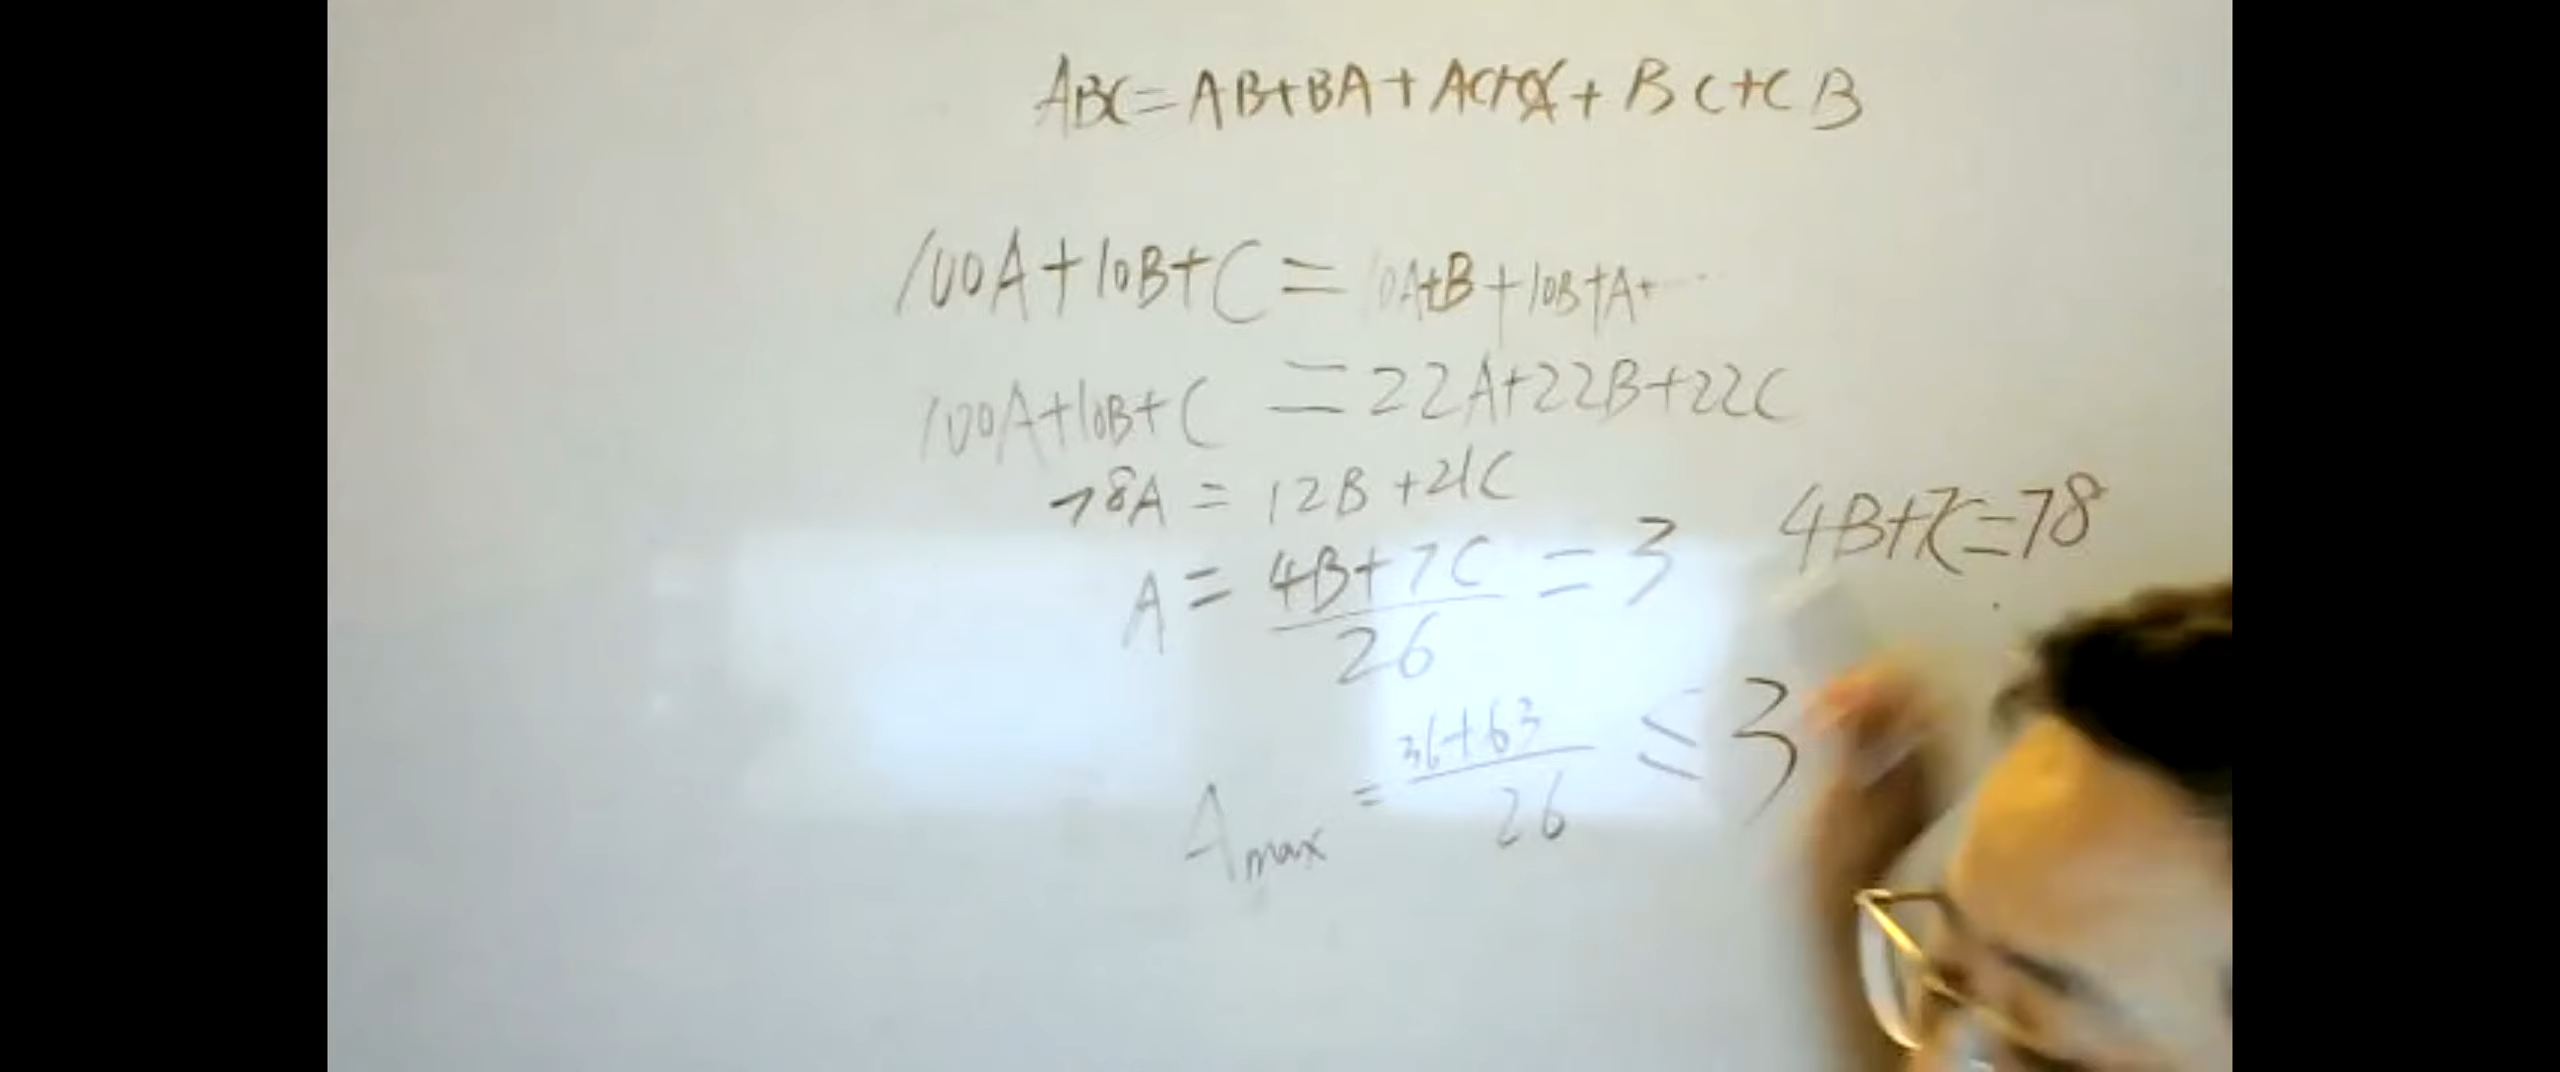 ABC=AB+BA+AC+CA+BC+CB
100A+10B+C=10A+B+10B+A+...
100A+10B+C=22A+22B+22C
78A=12B+21C
A=4B+7C/26=3
4B+7C=78
Amax=36+63/26≤3